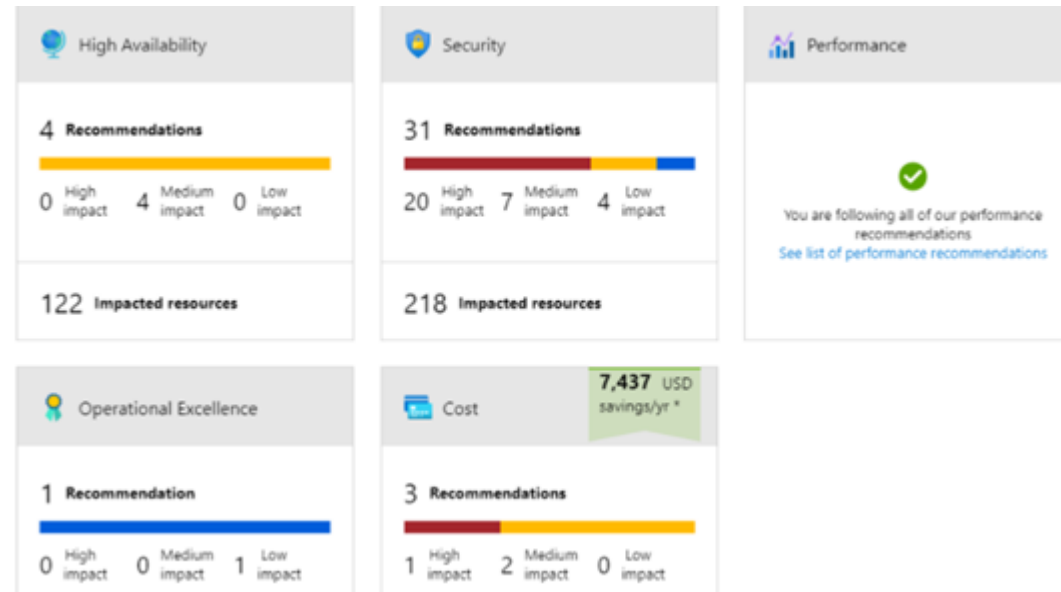 High Availability
4 Recommendations
0 High impact 4 Medium impact 0 Low impact
122 Impacted resources
Security
31 Recommendations
20 High impact 7 Medium impact 4 Low impact
218 Impacted resources
Performance
You are following all of our performance
recommendations
See list of performance recommendations
Operational Excellence
1 Recommendation
0 High impact 0 Medium impact 1 Low impact
Cost
7,437 USD
savings/yr *
3 Recommendations
1 High impact 2 Medium impact 0 Low impact